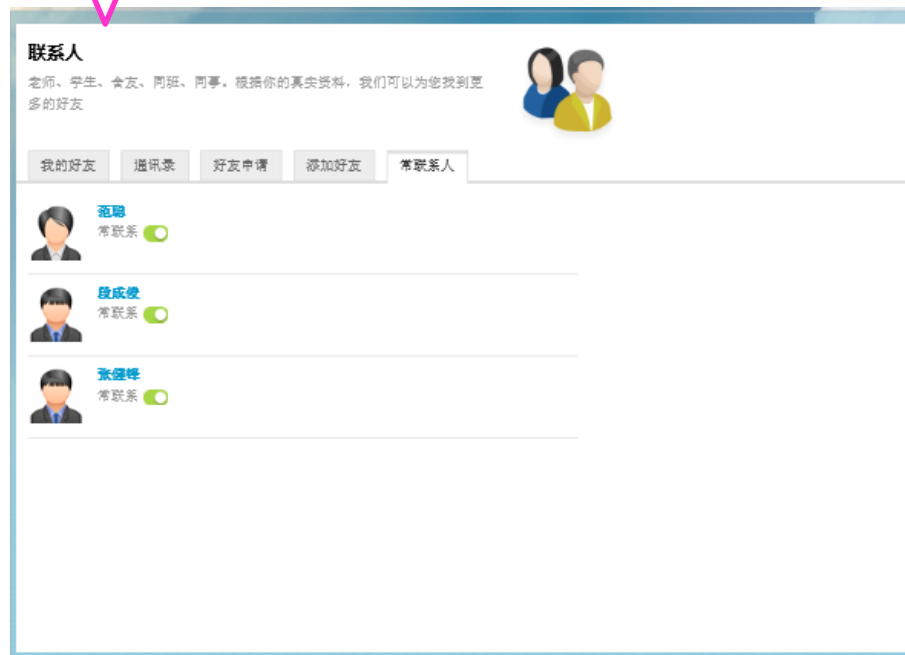 联系人
老师、学生、舍友、同班、同事。根据你的真实资料，我们可以为您找到更
多的好友
我的好友 通讯录 好友申请 添加好友 常联系人
范聪
常联系
段成俊
常联系
张健锋
常联系